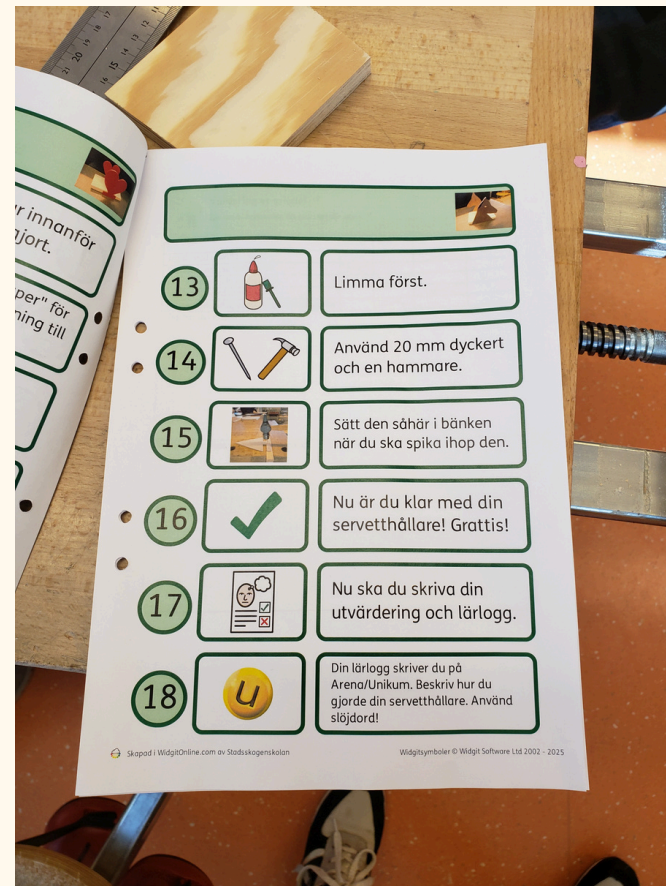 ur innanför
gjort.
per" för
ning till
13
Limma först.
14
Använd 20 mm dyckert
och en hammare.
15
Sätt den såhär i bänken
när du ska spika ihop den.
16
Nu är du klar med din
servetthållare! Grattis!
17
Nu ska du skriva din
utvärdering och lärlogg.
18
u
Din lärlogg skriver du på
Arena/Unikum. Beskriv hur du
gjorde din servetthållare. Använd
slöjdord!
Skapad i WidgitOnline.com av Stadsskogenskolan
Widgitsymboler © Widgit Software Ltd 2002 - 2025